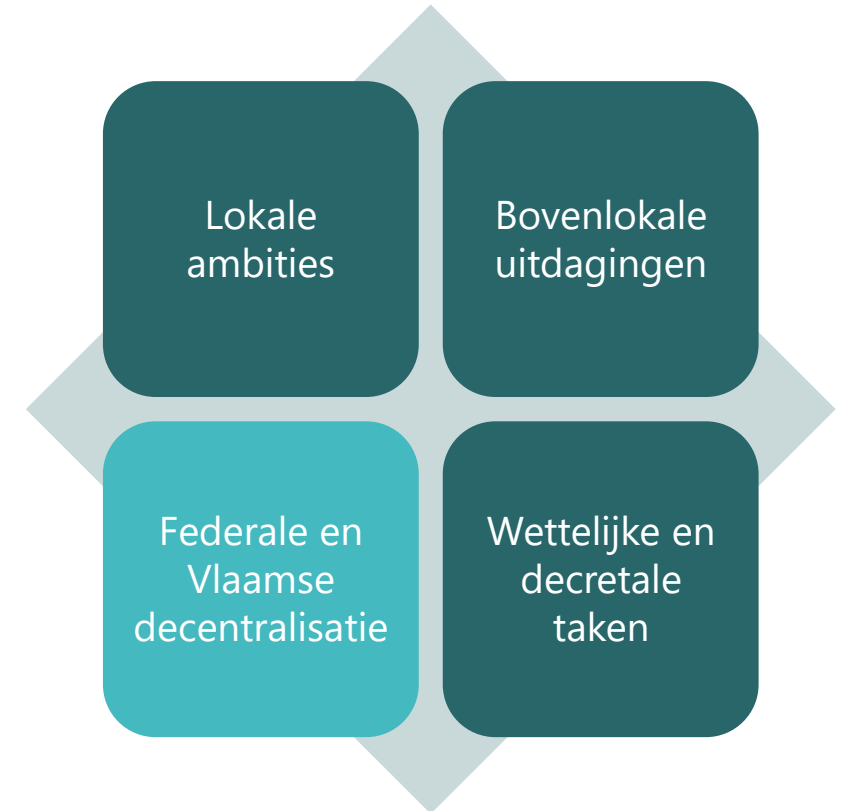 Lokale
ambities
Bovenlokale
uitdagingen
Federale en
Vlaamse
decentralisatie
Wettelijke en
decretale
taken